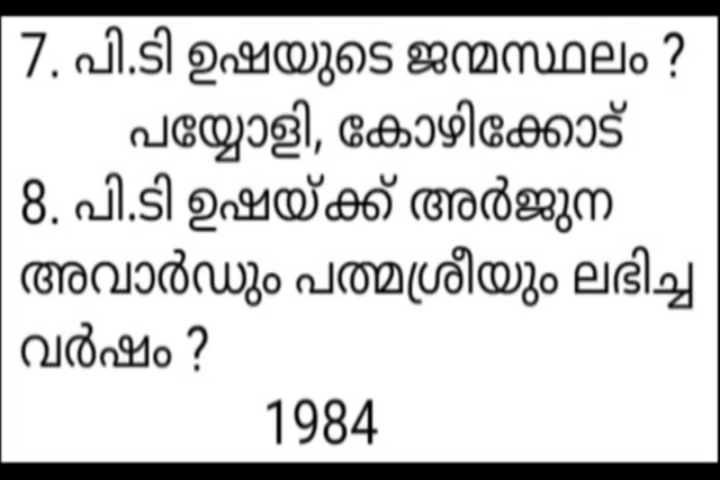 7. പി.ടി ഉഷയുടെ ജന്മസ്ഥലം ?
പയ്യോളി, കോഴിക്കോട്
8. പി.ടി ഉഷയ്ക്ക് അർജുന
അവാർഡും പത്മശ്രീയും ലഭിച്ച
വർഷം ?
1984